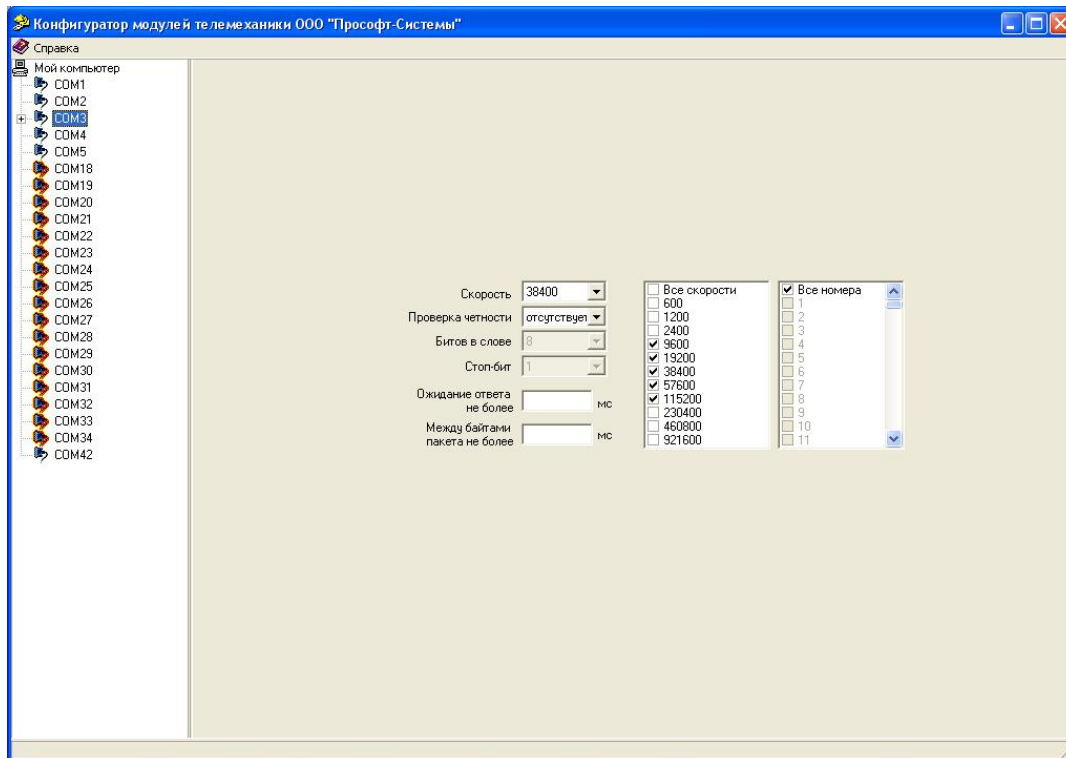 Конфигуратор модулей телемеханики ООО "Прософт-Системы"
Справка
Мой компьютер
COM1
COM2
COM3
COM4
COM5
COM18
COM19
COM20
COM21
COM22
COM23
COM24
COM25
COM26
COM27
COM28
COM29
COM30
COM31
COM32
COM33
COM34
COM42
Скорость 38400
Проверка четности отсутствует
Битов в слове 8
Стоп-бит 1
Ожидание ответа
не более мс
Между байтами
пакета не более мс
Все скорости
600
1200
2400
9600
19200
38400
57600
115200
230400
460800
921600
Все номера
1
2
3
4
5
6
7
8
9
10
11